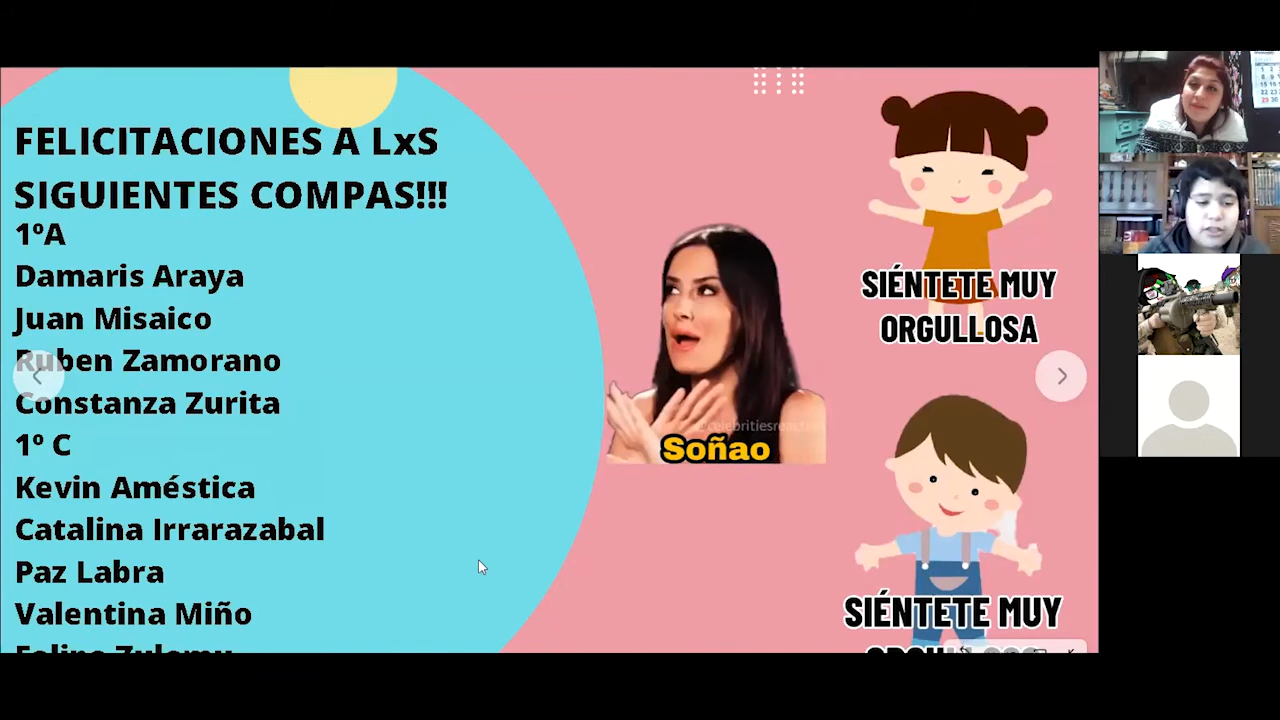 FELICITACIONES A LxS
SIGUIENTES COMPAS!!!
1ºA
Damaris Araya
Juan Misaico
Ruben Zamorano
Constanza Zurita
1º C
Kevin Améstica
Catalina Irrarazabal
Paz Labra
Valentina Miño
Soñao
SIÉNTETE MUY
ORGULLOSA
SIÉNTETE MUY